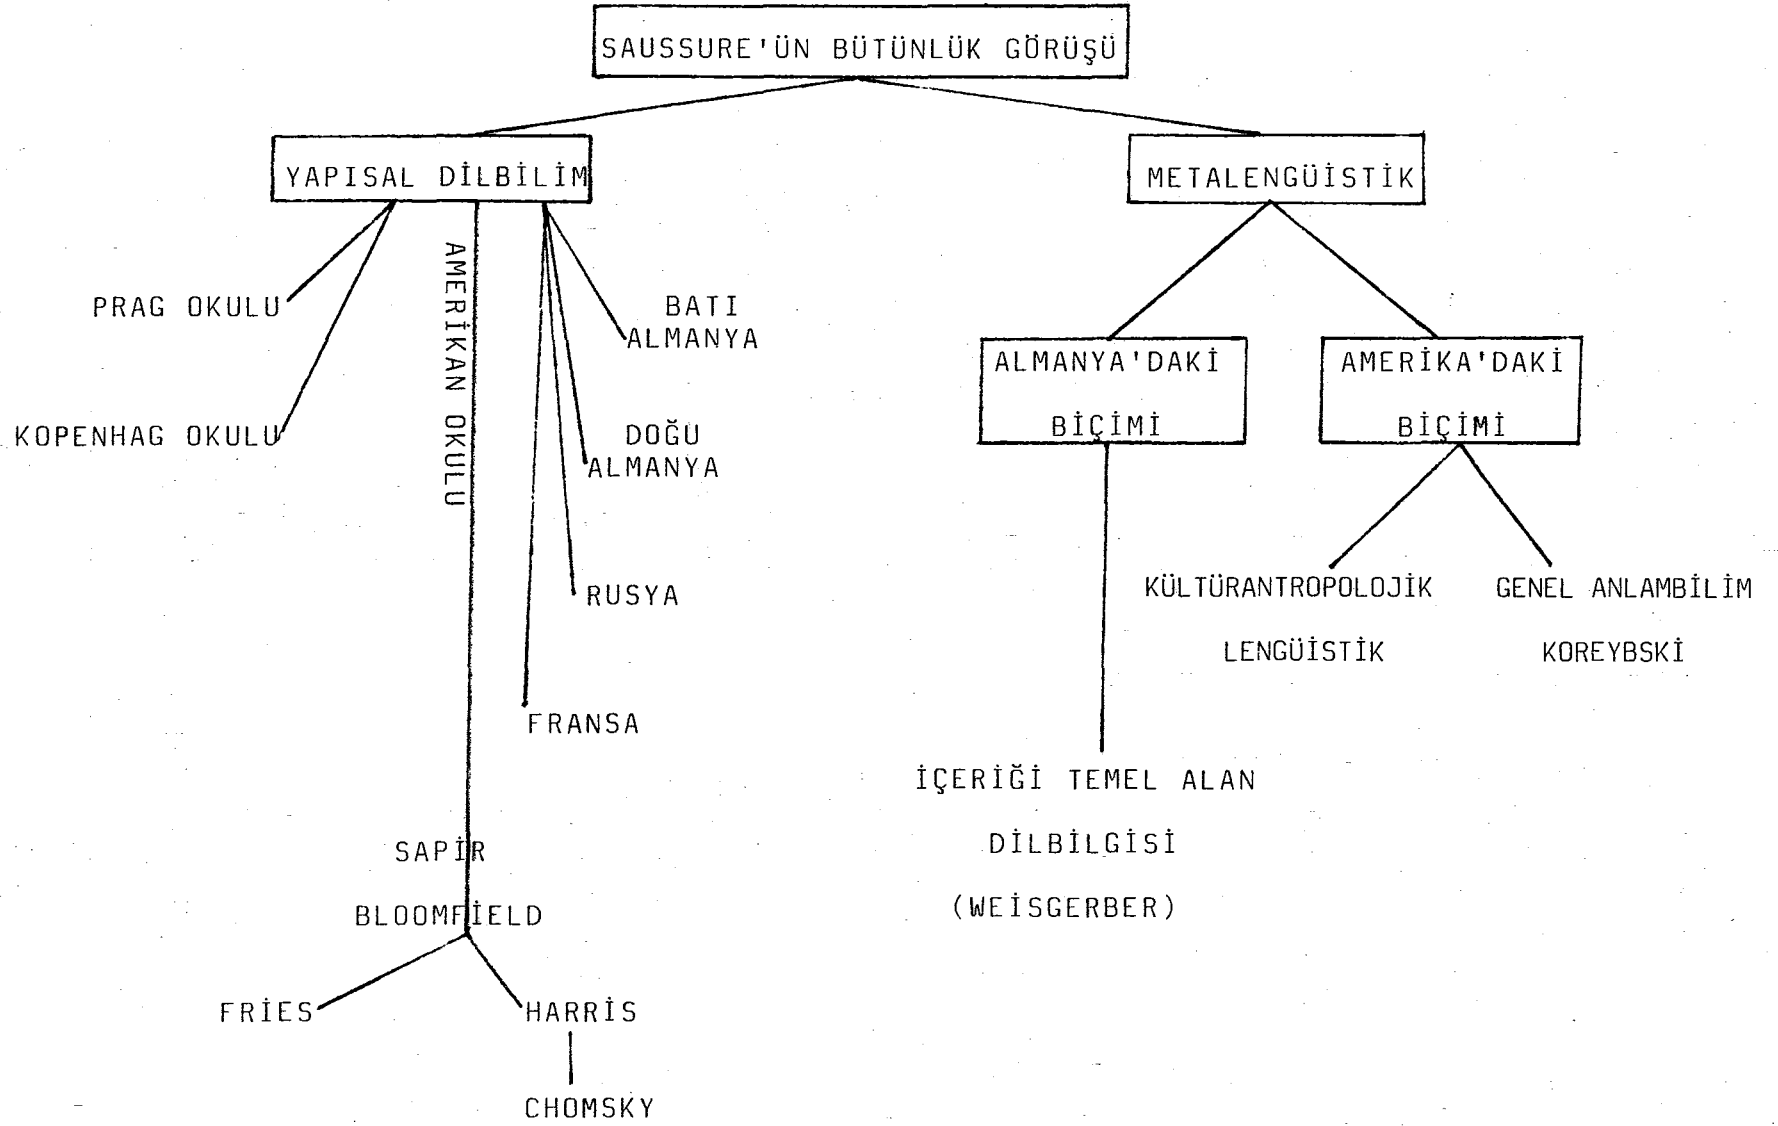 SAUSSURE'ÜN BÜTÜNLÜK GÖRÜŞÜ
YAPISAL DİLBİLİM
METALENGÜİSTİK
AMERİKAN OKULU
PRAG OKULU
BATI
ALMANYA
KOPENHAG OKULU
DOĞU
ALMANYA
RUSYA
FRANSA
SAPİR
BLOOMFİELD
FRİES
HARRİS
CHOMSKY
ALMANYA'DAKİ
BİÇİMİ
AMERİKA'DAKİ
BİÇİMİ
KÜLTÜRANTROPOLOJİK
LENGÜİSTİK
GENEL ANLAMBİLİM
KOREYBSKİ
İÇERİĞİ TEMEL ALAN
DİLBİLGİSİ
(WEİSGERBER)